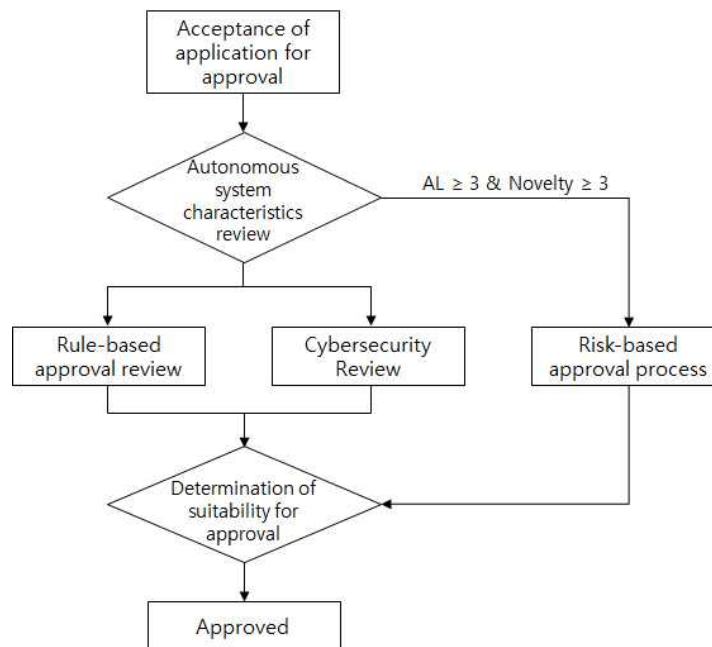 Acceptance of
application for
approval
Autonomous
system
characteristics
review
AL ≥ 3 & Novelty ≥ 3
Rule-based
approval review
Cybersecurity
Review
Risk-based
approval process
Determination of
suitability for
approval
Approved